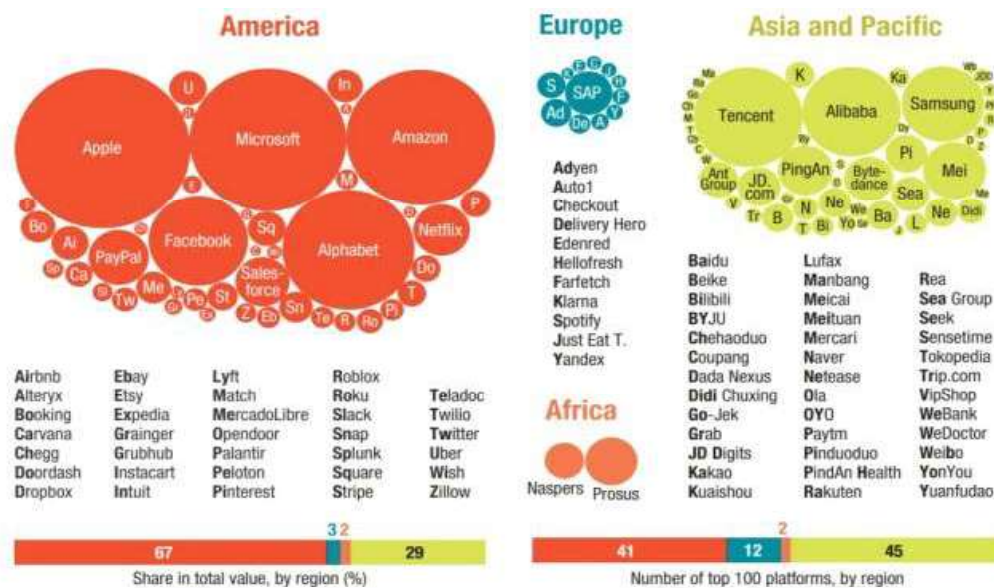 America
Europe
Asia and Pacific
Apple
Microsoft
Amazon
Alphabet
Facebook
Netflix
PayPal
Sales-
force
U
In
M
P
Bo
Ai
Ca
Tw
Me
Pe
St
Sq
Z
Eb
Sn
Te
R
Ro
Pi
T
Do
SAP
S
Ad
De
A
Y
F
Tencent
Alibaba
Samsung
K
Ka
PingAn
Byte-
dance
Pi
Mei
Ant
Group
JD.
com
Sea
Ne
N
B
Tr
V
T
Bi
Yo
We
Ba
J
L
Ne
Didi
Adyen
Auto1
Checkout
Delivery Hero
Edenred
Hellofresh
Farfetch
Klarna
Spotify
Just Eat T.
Yandex
Africa
Naspers
Prosus
Airbnb
Alteryx
Booking
Carvana
Chegg
Doordash
Dropbox
Ebay
Etsy
Expedia
Grainger
Grubhub
Instacart
Intuit
Lyft
Match
MercadoLibre
Opendoor
Palantir
Peloton
Pinterest
Roblox
Roku
Slack
Snap
Splunk
Square
Stripe
Teladoc
Twilio
Twitter
Uber
Wish
Zillow
Baidu
Beike
Bilibili
BYJU
Chehaoduo
Coupang
Dada Nexus
Didi Chuxing
Go-Jek
Grab
JD Digits
Kakao
Kuaishou
Lufax
Manbang
Meicai
Meituan
Mercari
Naver
Netease
Ola
OYO
Paytm
Pinduoduo
PindAn Health
Rakuten
Rea
Sea Group
Seek
Sensetime
Tokopedia
Trip.com
VipShop
WeBank
WeDoctor
Weibo
YonYou
Yuanfudao
3 2
67 29
Share in total value, by region (%)
2
41 12 45
Number of top 100 platforms, by region